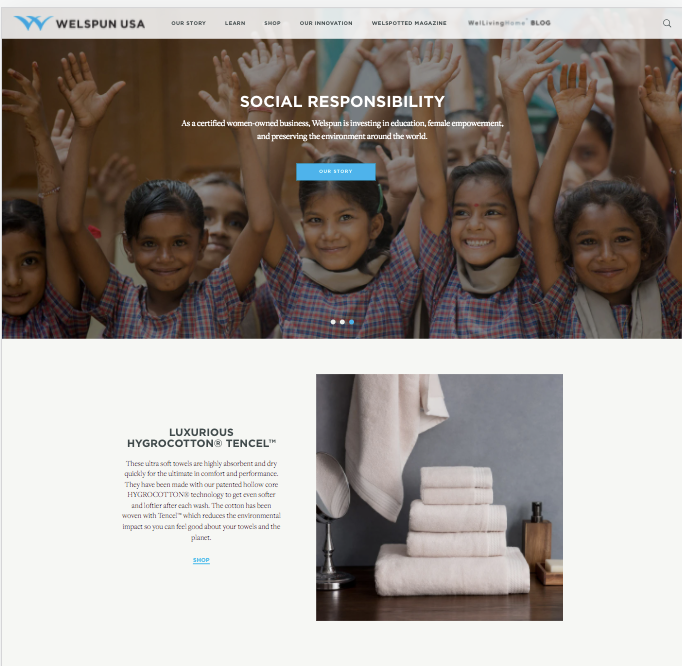 WELSPUN USA
OUR STORY LEARN SHOP OUR INNOVATION WELSPOTTED MAGAZINE WelLivingHome® BLOG
SOCIAL RESPONSIBILITY
As a certified women-owned business, Welspun is investing in education, female empowerment,
and preserving the environment around the world.
OUR STORY
LUXURIOUS
HYGROCOTTON® TENCEL™
These ultra soft towels are highly absorbent and dry
quickly for the ultimate in comfort and performance.
They have been made with our patented hollow core
HYGROCOTTON® technology to get even softer
and loftier after each wash. The cotton has been
woven with Tencel™ which reduces the environmental
impact so you can feel good about your towels and the
planet.
SHOP